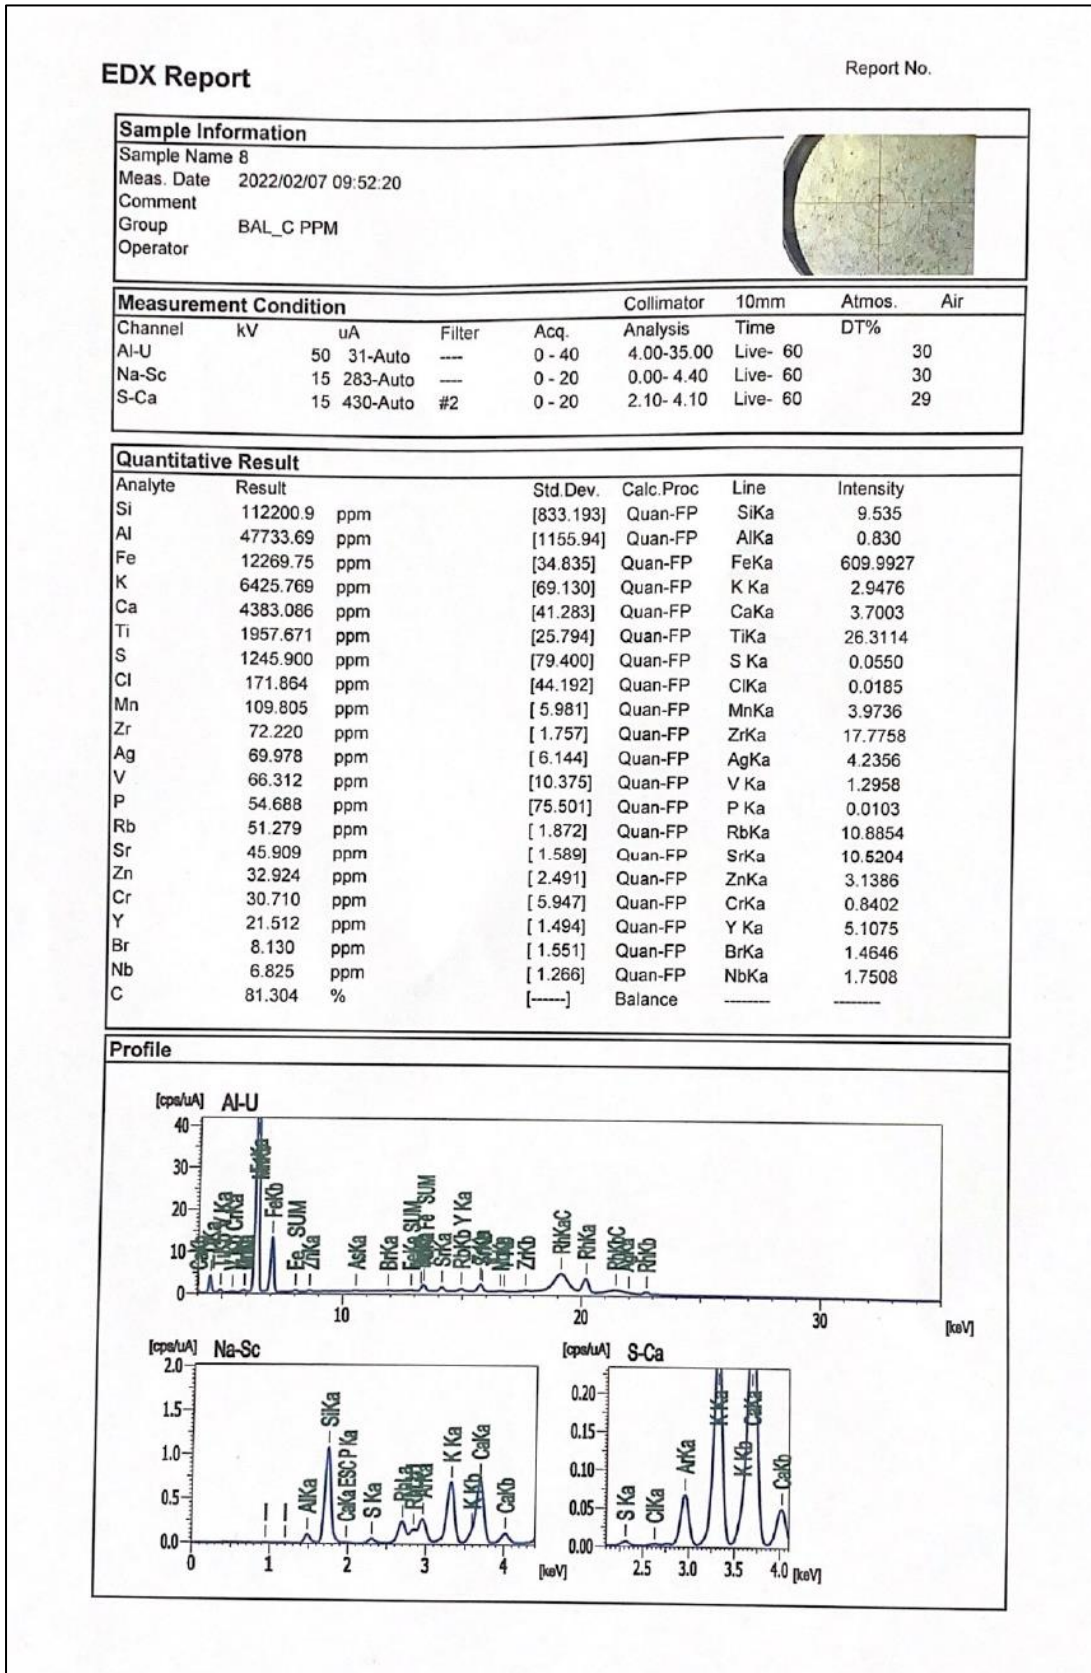 EDX Report
Report No.
Sample Information
Sample Name 8
Meas. Date 2022/02/07 09:52:20
Comment
Group BAL_C PPM
Operator
Measurement Condition Collimator 10mm Atmos. Air
Channel kV uA Filter Acq. Analysis Time DT%
Al-U 50 31-Auto ---- 0 - 40 4.00-35.00 Live- 60 30
Na-Sc 15 283-Auto ---- 0 - 20 0.00- 4.40 Live- 60 30
S-Ca 15 430-Auto #2 0 - 20 2.10- 4.10 Live- 60 29
Quantitative Result
Analyte Result Std.Dev. Calc.Proc Line Intensity
Si 112200.9 ppm [833.193] Quan-FP SiKa 9.535
Al 47733.69 ppm [1155.94] Quan-FP AlKa 0.830
Fe 12269.75 ppm [34.835] Quan-FP FeKa 609.9927
K 6425.769 ppm [69.130] Quan-FP K Ka 2.9476
Ca 4383.086 ppm [41.283] Quan-FP CaKa 3.7003
Ti 1957.671 ppm [25.794] Quan-FP TiKa 26.3114
S 1245.900 ppm [79.400] Quan-FP S Ka 0.0550
Cl 171.864 ppm [44.192] Quan-FP ClKa 0.0185
Mn 109.805 ppm [ 5.981] Quan-FP MnKa 3.9736
Zr 72.220 ppm [ 1.757] Quan-FP ZrKa 17.7758
Ag 69.978 ppm [ 6.144] Quan-FP AgKa 4.2356
V 66.312 ppm [10.375] Quan-FP V Ka 1.2958
P 54.688 ppm [75.501] Quan-FP P Ka 0.0103
Rb 51.279 ppm [ 1.872] Quan-FP RbKa 10.8854
Sr 45.909 ppm [ 1.589] Quan-FP SrKa 10.5204
Zn 32.924 ppm [ 2.491] Quan-FP ZnKa 3.1386
Cr 30.710 ppm [ 5.947] Quan-FP CrKa 0.8402
Y 21.512 ppm [ 1.494] Quan-FP Y Ka 5.1075
Br 8.130 ppm [ 1.551] Quan-FP BrKa 1.4646
Nb 6.825 ppm [ 1.266] Quan-FP NbKa 1.7508
C 81.304 % [------] Balance -------- --------
Profile
[cps/uA] Al-U
40
30
20
10
0
FeKb
Fe SUM
ZnKa
AsKa
BrKa
SrKa
RbKb Y Ka
ZrKb
RhKaC
RhKa
RhKbC
RhKb
10 20 30 [keV]
[cps/uA] Na-Sc
2.0
1.5
1.0
0.5
0.0
AlKa
SiKa
CaKa ESC P Ka
S Ka
RhLa
ArKa
K Ka
K Kb
CaKa
CaKb
0 1 2 3 4 [keV]
[cps/uA] S-Ca
0.20
0.15
0.10
0.05
0.00
S Ka
ClKa
ArKa
K Ka
K Kb
CaKa
CaKb
2.5 3.0 3.5 4.0 [keV]